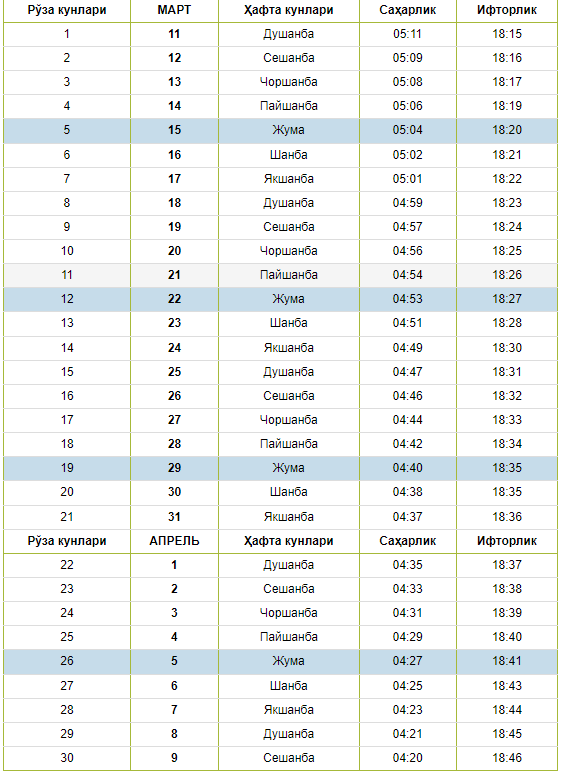 Рўза кунлари МАРТ Ҳафта кунлари Саҳарлик Ифторлик
1 11 Душанба 05:11 18:15
2 12 Сешанба 05:09 18:16
3 13 Чоршанба 05:08 18:17
4 14 Пайшанба 05:06 18:19
5 15 Жума 05:04 18:20
6 16 Шанба 05:02 18:21
7 17 Якшанба 05:01 18:22
8 18 Душанба 04:59 18:23
9 19 Сешанба 04:57 18:24
10 20 Чоршанба 04:56 18:25
11 21 Пайшанба 04:54 18:26
12 22 Жума 04:53 18:27
13 23 Шанба 04:51 18:28
14 24 Якшанба 04:49 18:30
15 25 Душанба 04:47 18:31
16 26 Сешанба 04:46 18:32
17 27 Чоршанба 04:44 18:33
18 28 Пайшанба 04:42 18:34
19 29 Жума 04:40 18:35
20 30 Шанба 04:38 18:35
21 31 Якшанба 04:37 18:36
Рўза кунлари АПРЕЛЬ Ҳафта кунлари Саҳарлик Ифторлик
22 1 Душанба 04:35 18:37
23 2 Сешанба 04:33 18:38
24 3 Чоршанба 04:31 18:39
25 4 Пайшанба 04:29 18:40
26 5 Жума 04:27 18:41
27 6 Шанба 04:25 18:43
28 7 Якшанба 04:23 18:44
29 8 Душанба 04:21 18:45
30 9 Сешанба 04:20 18:46